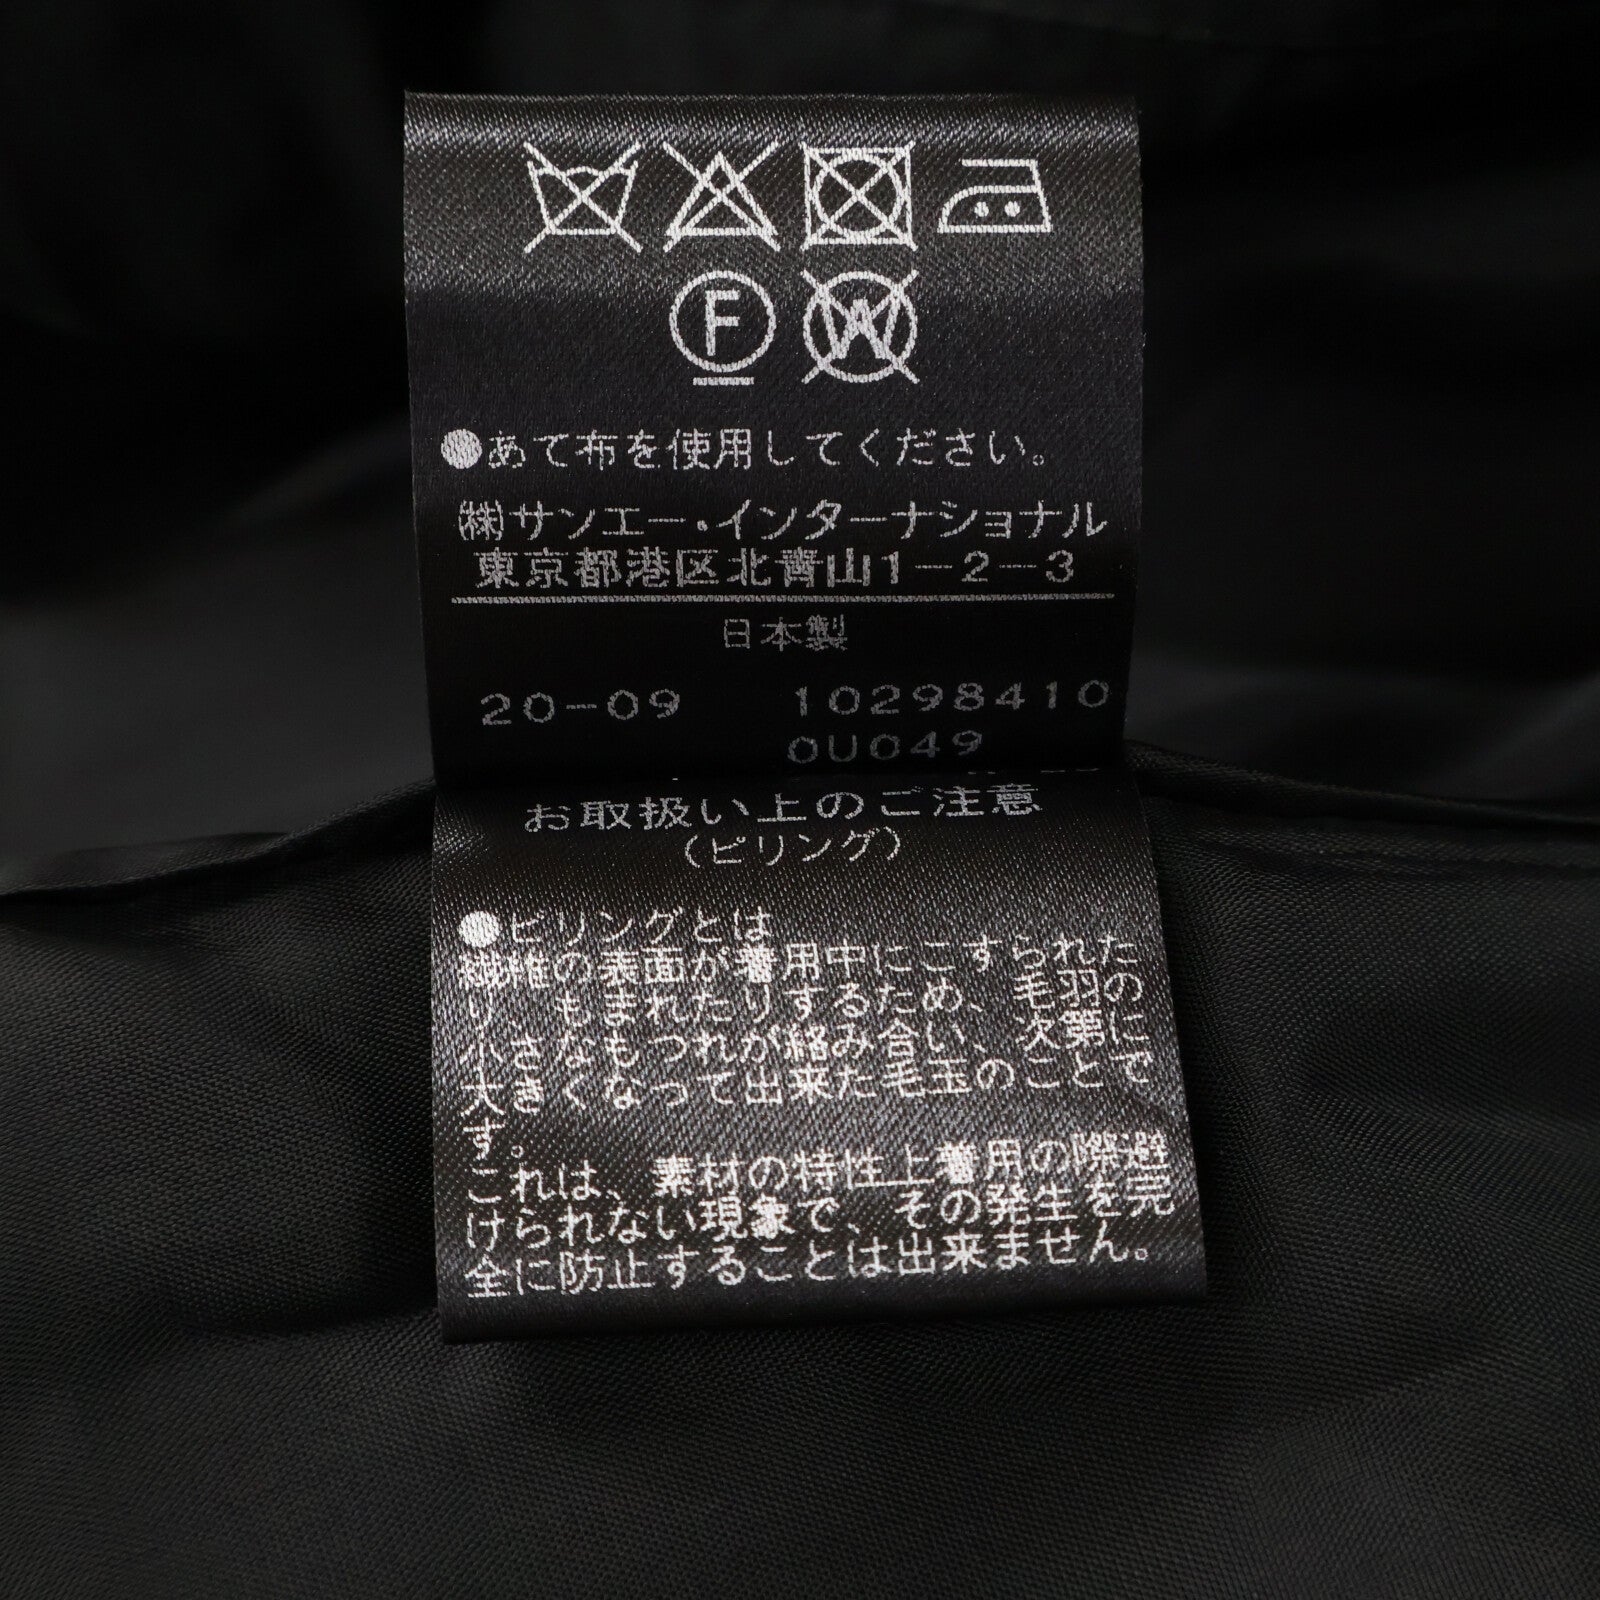 F W
●あて布を使用してください。
㈱サンエー・インターナショナル
東京都港区北青山1−2−3
日本製
20−09 10298410
0U049
お取扱い上のご注意
(ピリング)
●ピリングとは
繊維の表面が着用中にこすられた
り、もまれたりするため、毛羽の
小さなもつれが絡み合い、次第に
大きくなって出来た毛玉のことで
す。
これは、素材の特性上着用の際避
けられない現象で、その発生を完
全に防止することは出来ません。